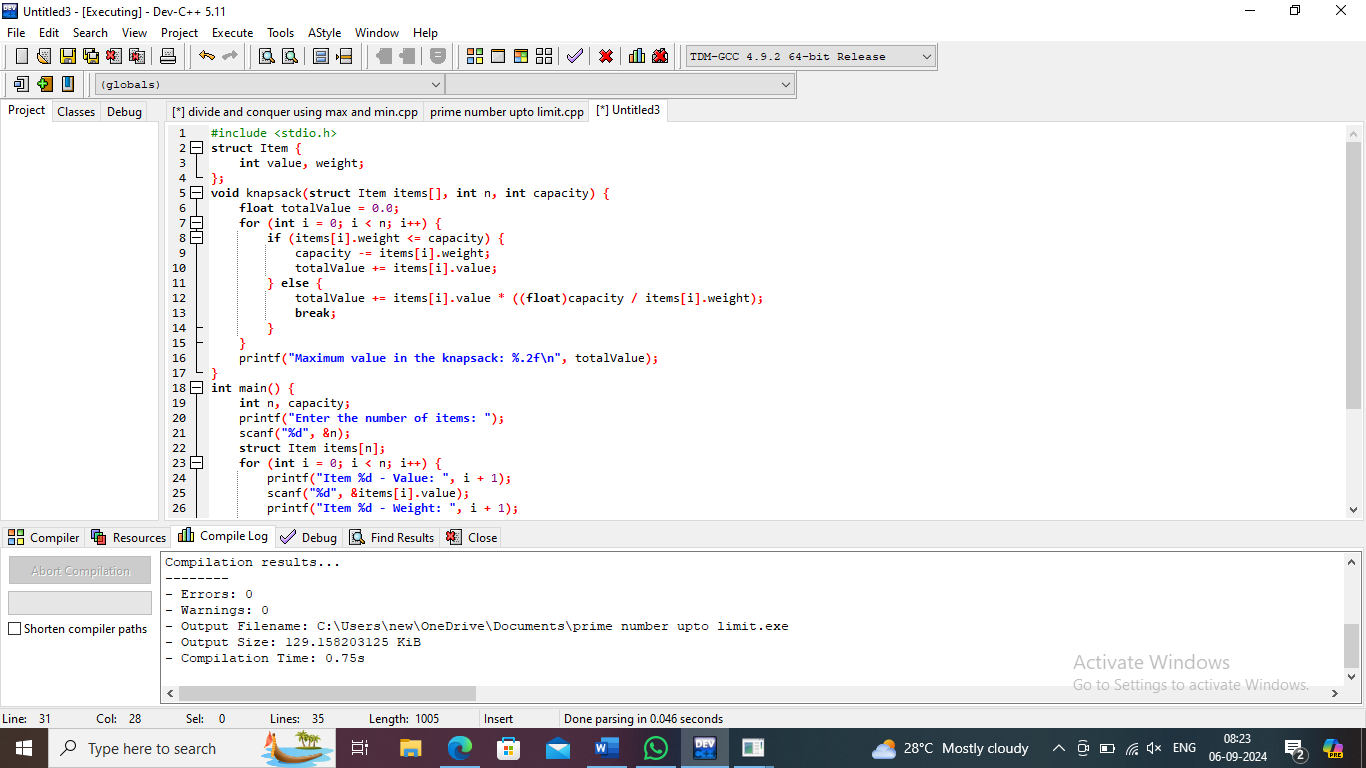 Untitled3 - [Executing] - Dev-C++ 5.11
File Edit Search View Project Execute Tools AStyle Window Help
TDM-GCC 4.9.2 64-bit Release
(globals)
Project Classes Debug
[*] divide and conquer using max and min.cpp prime number upto limit.cpp [*] Untitled3
1 #include <stdio.h>
2 struct Item {
3 int value, weight;
4 };
5 void knapsack(struct Item items[], int n, int capacity) {
6 float totalValue = 0.0;
7 for (int i = 0; i < n; i++) {
8 if (items[i].weight <= capacity) {
9 capacity -= items[i].weight;
10 totalValue += items[i].value;
11 } else {
12 totalValue += items[i].value * ((float)capacity / items[i].weight);
13 break;
14 }
15 }
16 printf("Maximum value in the knapsack: %.2f\n", totalValue);
17 }
18 int main() {
19 int n, capacity;
20 printf("Enter the number of items: ");
21 scanf("%d", &n);
22 struct Item items[n];
23 for (int i = 0; i < n; i++) {
24 printf("Item %d - Value: ", i + 1);
25 scanf("%d", &items[i].value);
26 printf("Item %d - Weight: ", i + 1);
Compiler Resources Compile Log Debug Find Results Close
Abort Compilation
Shorten compiler paths
Compilation results...
--------
- Errors: 0
- Warnings: 0
- Output Filename: C:\Users\new\OneDrive\Documents\prime number upto limit.exe
- Output Size: 129.158203125 KiB
- Compilation Time: 0.75s
Activate Windows
Go to Settings to activate Windows.
Line: 31 Col: 28 Sel: 0 Lines: 35 Length: 1005 Insert Done parsing in 0.046 seconds
Type here to search
DEV
28°C Mostly cloudy
ENG
08:23
06-09-2024
2
PRE